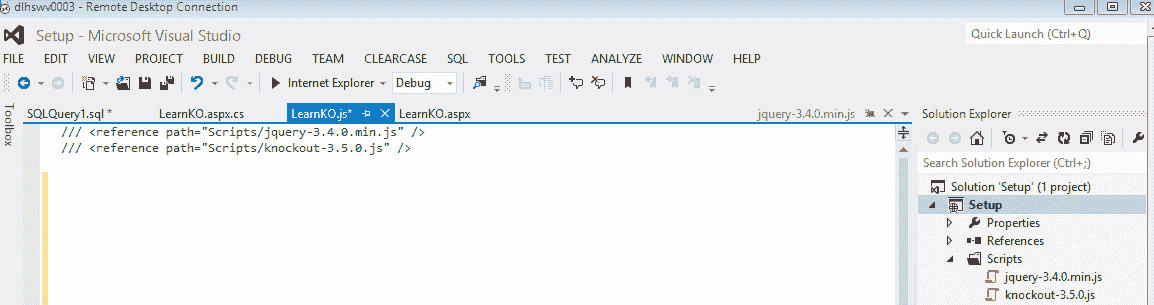 dlhswv0003 - Remote Desktop Connection
Setup - Microsoft Visual Studio
Quick Launch (Ctrl+Q)
FILE EDIT VIEW PROJECT BUILD DEBUG TEAM CLEARCASE SQL TOOLS TEST ANALYZE WINDOW HELP
Internet Explorer Debug
Toolbox
SQLQuery1.sql * LearnKO.aspx.cs LearnKO.js* LearnKO.aspx jquery-3.4.0.min.js
/// <reference path="Scripts/jquery-3.4.0.min.js" />
/// <reference path="Scripts/knockout-3.5.0.js" />
Solution Explorer
Search Solution Explorer (Ctrl+;)
Solution 'Setup' (1 project)
Setup
Properties
References
Scripts
jquery-3.4.0.min.js
knockout-3.5.0.js